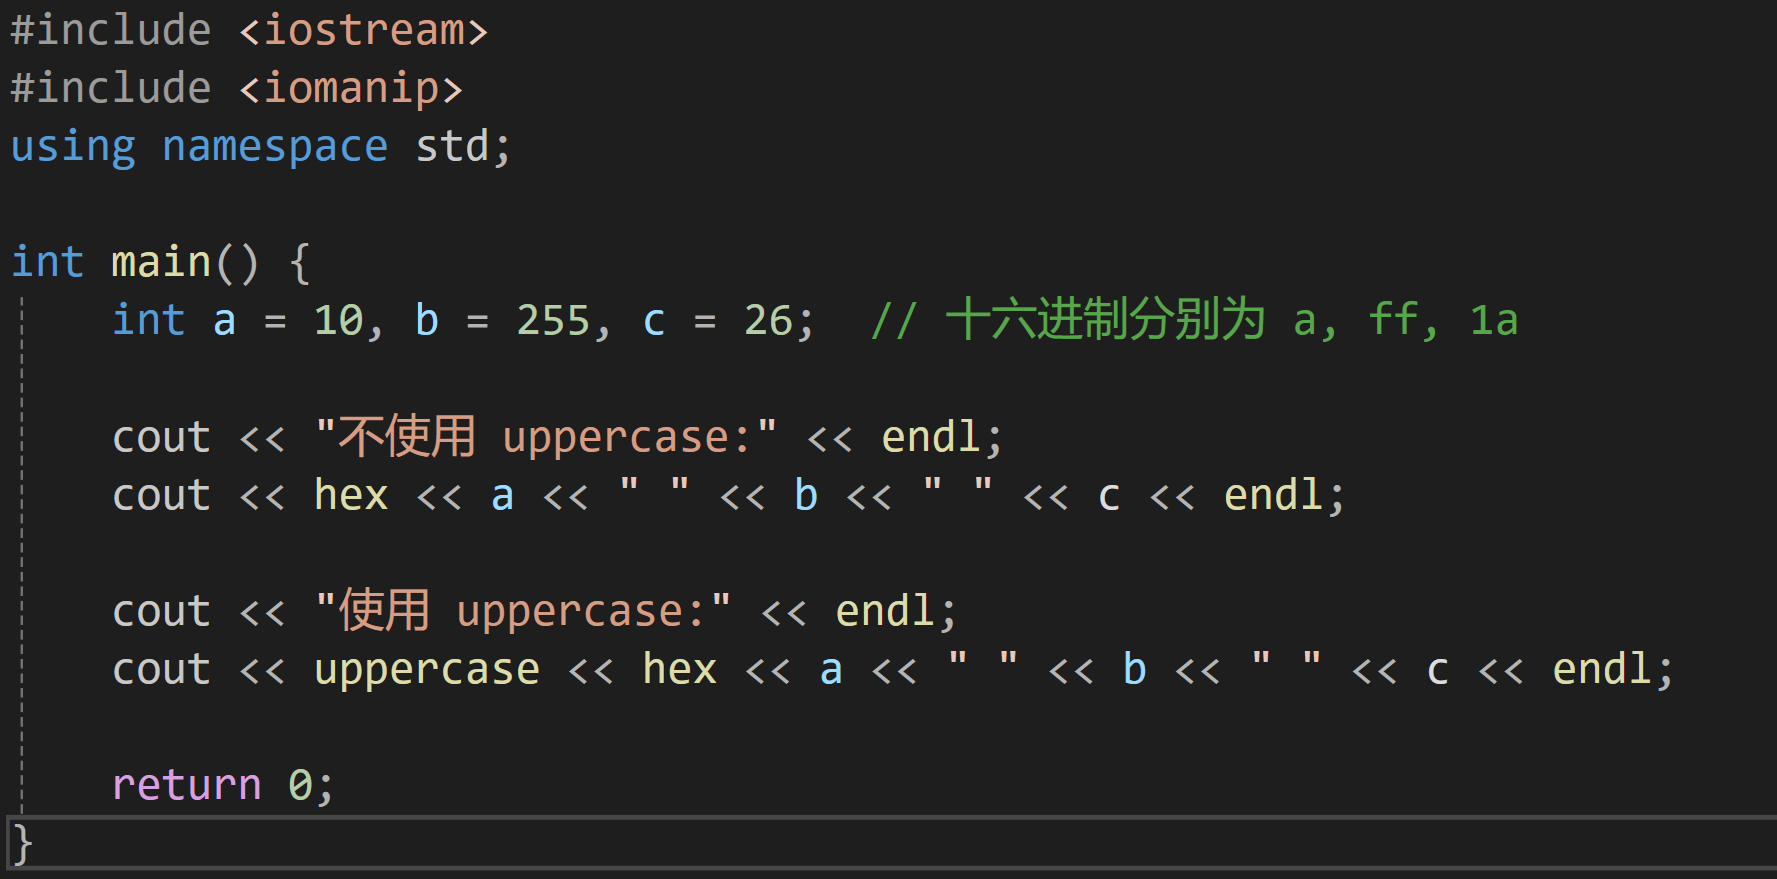 #include <iostream>
#include <iomanip>
using namespace std;
int main() {
    int a = 10, b = 255, c = 26;  // 十六进制分别为 a, ff, 1a
    cout << "不使用 uppercase:" << endl;
    cout << hex << a << " " << b << " " << c << endl;
    cout << "使用 uppercase:" << endl;
    cout << uppercase << hex << a << " " << b << " " << c << endl;
    return 0;
}